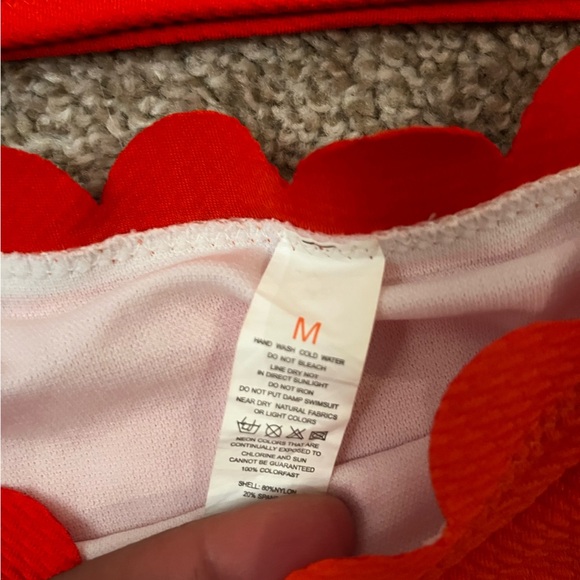 M
HAND WASH COLD WATER
DO NOT BLEACH
LINE DRY NOT
IN DIRECT SUNLIGHT
DO NOT IRON
DO NOT PUT DAMP SWIMSUIT
NEAR DRY NATURAL FABRICS
OR LIGHT COLORS
NEON COLORS THAT ARE
CONTINUALLY EXPOSED TO
CHLORINE AND SUN
CANNOT BE GUARANTEED
100% COLORFAST
SHELL: 80%NYLON
20%